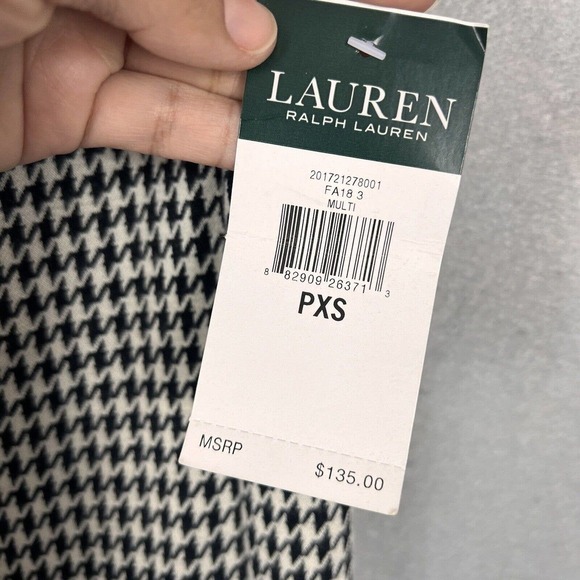 LAUREN
RALPH LAUREN
201721278001
FA18 3
MULTI
8 82909 26371 3
PXS
MSRP
$135.00